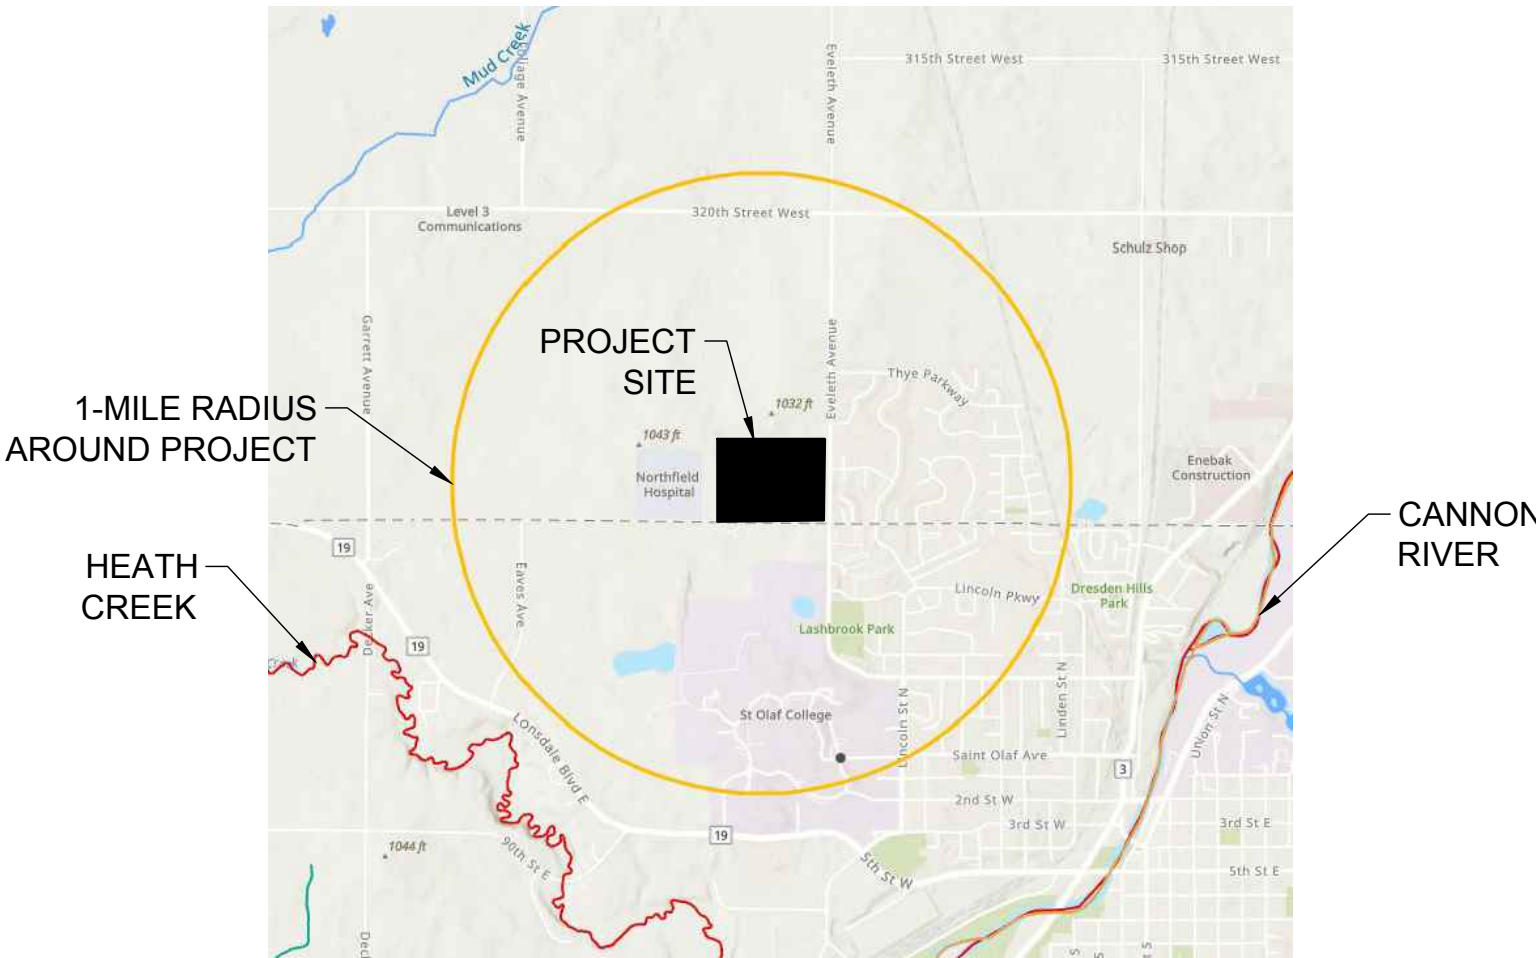 Mud Creek
Collage Avenue
Eveleth Avenue
315th Street West
315th Street West
Level 3
Communications
320th Street West
Schulz Shop
Garrett Avenue
PROJECT
SITE
Eveleth Avenue
Thye Parkway
1-MILE RADIUS
AROUND PROJECT
1032 ft
1043 ft
Northfield
Hospital
Enebak
Construction
CANNON
RIVER
19
HEATH
CREEK
Eaves Ave
Decker Ave
19
Creek
Lincoln Pkwy
Dresden Hills
Park
Lashbrook Park
St Olaf College
Lincoln St N
Linden St N
Union St N
Lonsdale Blvd E
Saint Olaf Ave
3
2nd St W
3rd St W
3rd St E
19
1044 ft
90th St E
5th St W
5th St E
Deck
S
S
t S